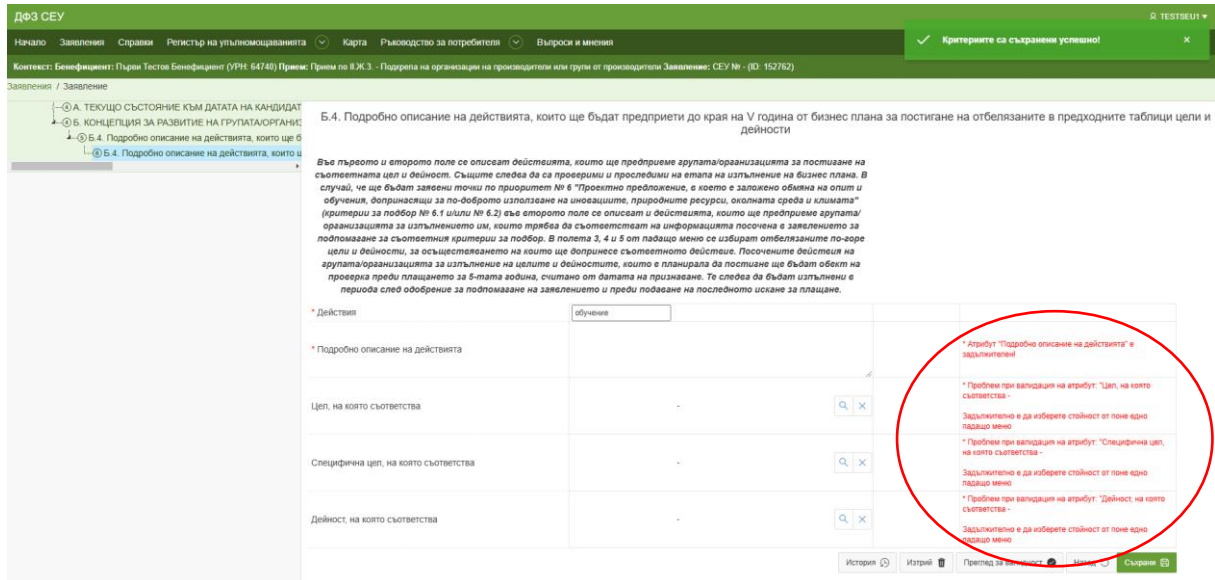 ДФЗ СЕУ
TESTSEU1
Начало Заявления Справки Регистър на упълномощаванията Карта Ръководство за потребителя Въпроси и мнения
Критериите са съхранени успешно!
Контекст: Бенефициент: Първи Тестов Бенефициент (УРН: 64740) Прием: Прием по II.Ж.3. - Подкрепа на организации на производители или групи от производители Заявление: СЕУ № - (ID: 152762)
Заявления / Заявление
4 А. ТЕКУЩО СЪСТОЯНИЕ КЪМ ДАТАТА НА КАНДИДАТ
4 Б. КОНЦЕПЦИЯ ЗА РАЗВИТИЕ НА ГРУПАТА/ОРГАНИЗ
5 Б.4. Подробно описание на действията, които ще б
6 Б.4. Подробно описание на действията, които щ
Б.4. Подробно описание на действията, които ще бъдат предприети до края на V година от бизнес плана за постигане на отбелязаните в предходните таблици цели и
дейности
Във първото и второто поле се описват действията, които ще предприеме групата/организацията за постигане на
съответната цел и дейност. Същите следва да са проверими и проследими на етапа на изпълнение на бизнес плана. В
случай, че ще бъдат заявени точки по приоритет № 6 "Проектно предложение, в което е заложено обмяна на опит и
обучения, допринасящи за по-доброто използване на иновациите, природните ресурси, околната среда и климата"
(критерии за подбор № 6.1 и/или № 6.2) във второто поле се описват и действията, които ще предприеме групата/
организацията за изпълнението им, които трябва да съответстват на информацията посочена в заявлението за
подпомагане за съответния критерии за подбор. В полета 3, 4 и 5 от падащо меню се избират отбелязаните по-горе
цели и дейности, за осъществяването на които ще допринесе съответното действие. Посочените действия на
групата/организацията за изпълнение на целите и дейностите, които е планирала да постигне ще бъдат обект на
проверка преди плащането за 5-тата година, считано от датата на признаване. Те следва да бъдат изпълнени в
периода след одобрение за подпомагане на заявлението и преди подаване на последното искане за плащане.
* Действия обучение
* Подробно описание на действията
* Атрибут "Подробно описание на действията" е
задължителен!
Цел, на която съответства -
* Проблем при валидация на атрибут: "Цел, на която
съответства -
Задължително е да изберете стойност от поне едно
падащо меню
Специфична цел, на която съответства -
* Проблем при валидация на атрибут: "Специфична цел,
на която съответства -
Задължително е да изберете стойност от поне едно
падащо меню
Дейност, на която съответства -
* Проблем при валидация на атрибут: "Дейност, на която
съответства -
Задължително е да изберете стойност от поне едно
падащо меню
История Изтрий Преглед за валидност Назад Съхрани